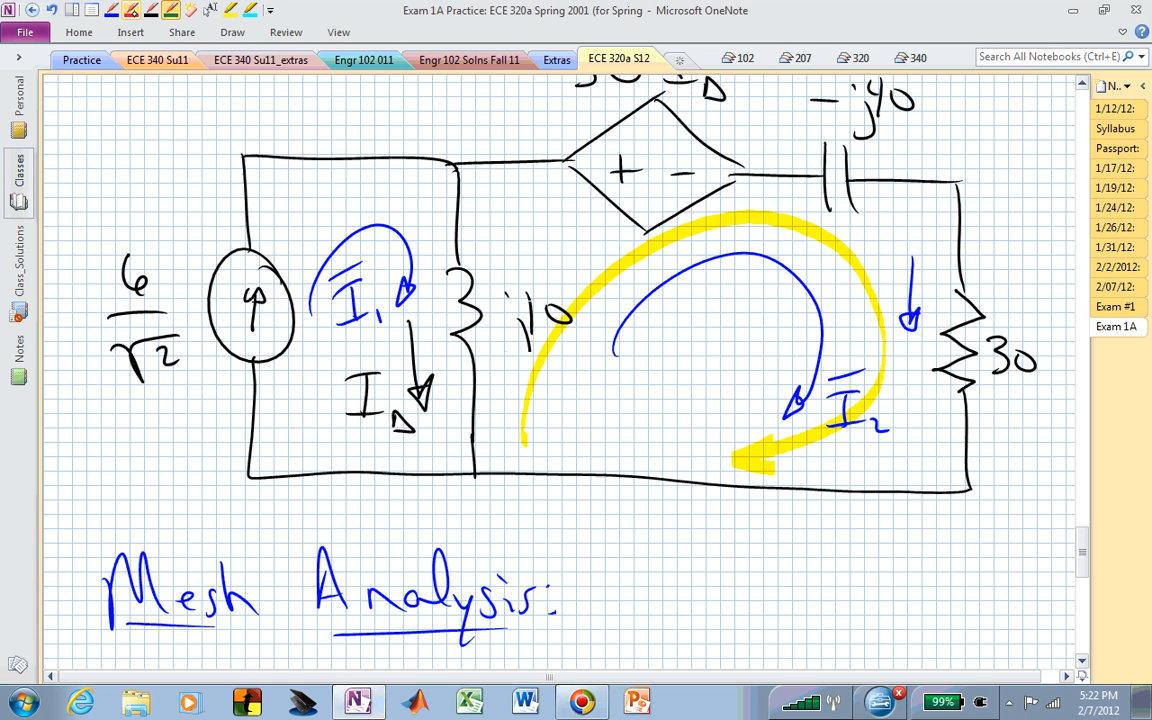 Exam 1A Practice: ECE 320a Spring 2001 (for Spring - Microsoft OneNote
File Home Insert Share Draw Review View
Practice ECE 340 Su11 ECE 340 Su11_extras Engr 102 011 Engr 102 Solns Fall 11 Extras ECE 320a S12 102 207 320 340 Search All Notebooks (Ctrl+E)
Personal
Classes
Class_Solutions
Notes
N..
1/12/12:
Syllabus
Passport:
1/17/12:
1/19/12:
1/24/12:
1/26/12:
1/31/12:
2/2/2012:
2/07/12:
Exam #1
Exam 1A
-j40
+ -
6
√2
I1
j10
I2
30
IΔ
Mesh Analysis:
99%
5:22 PM
2/7/2012